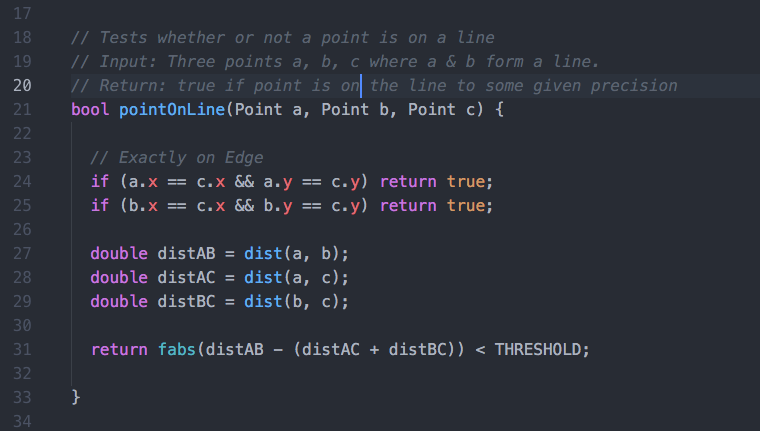 17
18 // Tests whether or not a point is on a line
19 // Input: Three points a, b, c where a & b form a line.
20 // Return: true if point is on the line to some given precision
21 bool pointOnLine(Point a, Point b, Point c) {
22
23 // Exactly on Edge
24 if (a.x == c.x && a.y == c.y) return true;
25 if (b.x == c.x && b.y == c.y) return true;
26
27 double distAB = dist(a, b);
28 double distAC = dist(a, c);
29 double distBC = dist(b, c);
30
31 return fabs(distAB - (distAC + distBC)) < THRESHOLD;
32
33 }
34